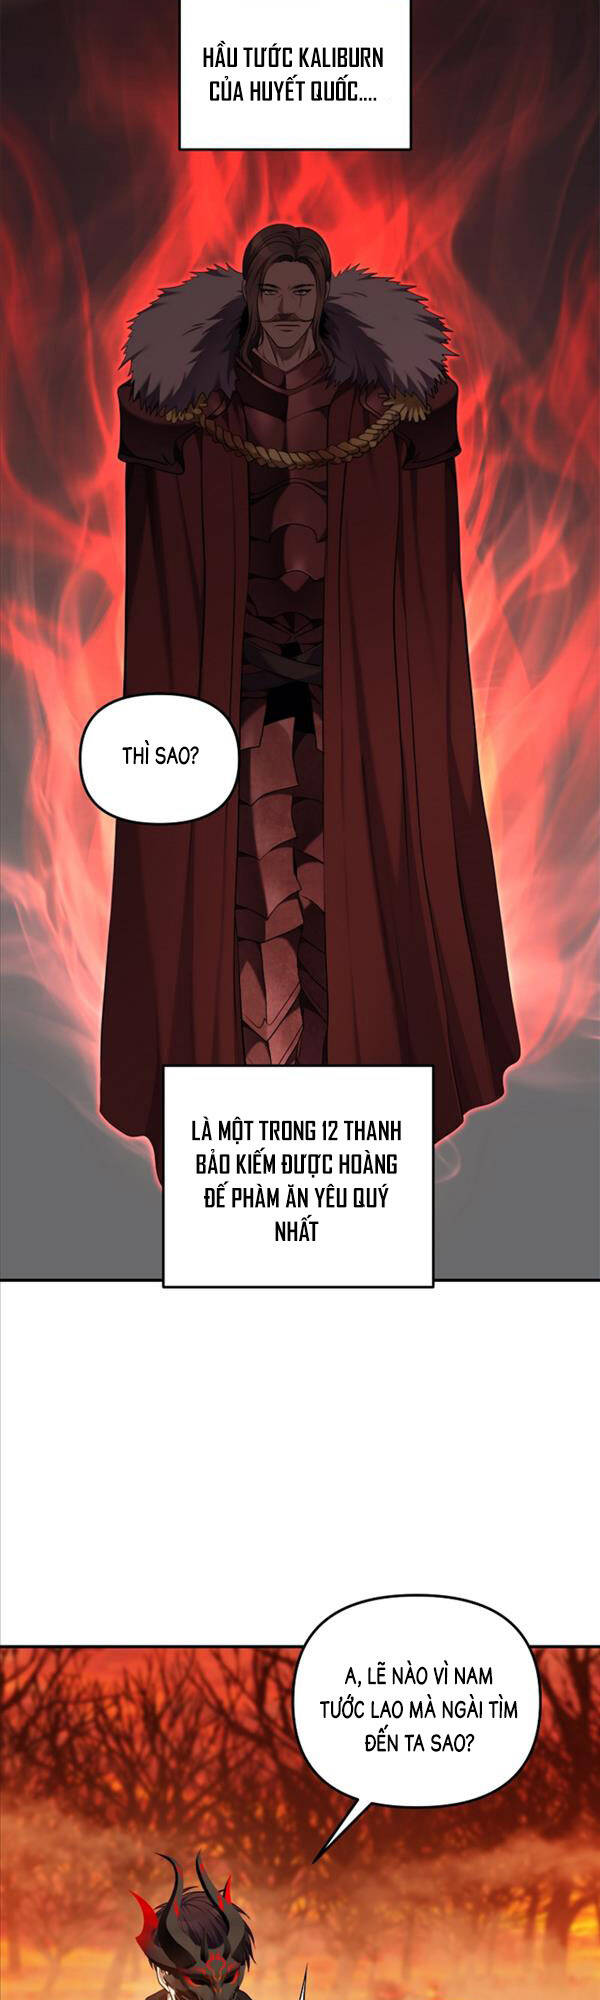 HẦU TƯỚC KALIBURN
CỦA HUYẾT QUỐC....
THÌ SAO?
LÀ MỘT TRONG 12 THANH
BẢO KIẾM ĐƯỢC HOÀNG
ĐẾ PHÀM ĂN YÊU QUÝ
NHẤT
A, LẼ NÀO VÌ NAM
TƯỚC LAO MÀ NGÀI TÌM
ĐẾN TA SAO?